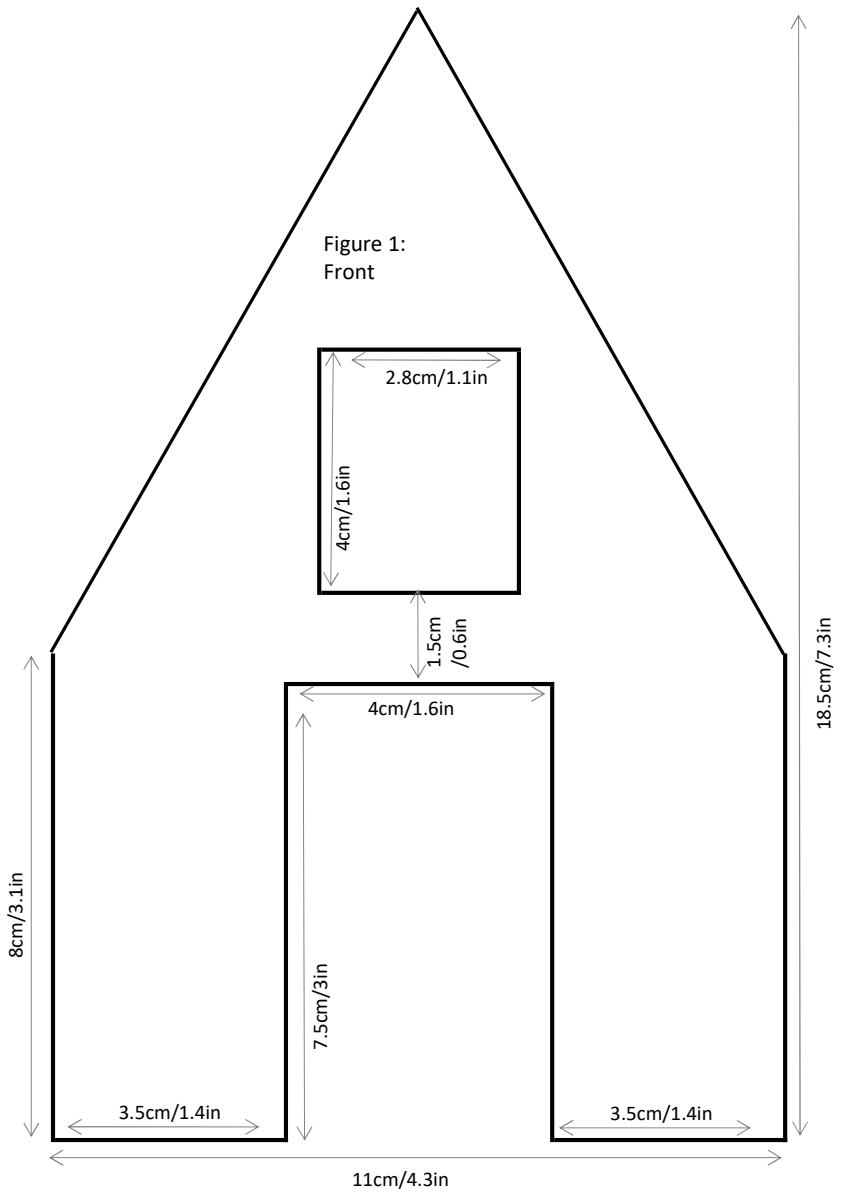 Figure 1:
Front
2.8cm/1.1in
4cm/1.6in
1.5cm
/0.6in
18.5cm/7.3in
4cm/1.6in
8cm/3.1in
7.5cm/3in
3.5cm/1.4in
3.5cm/1.4in
11cm/4.3in